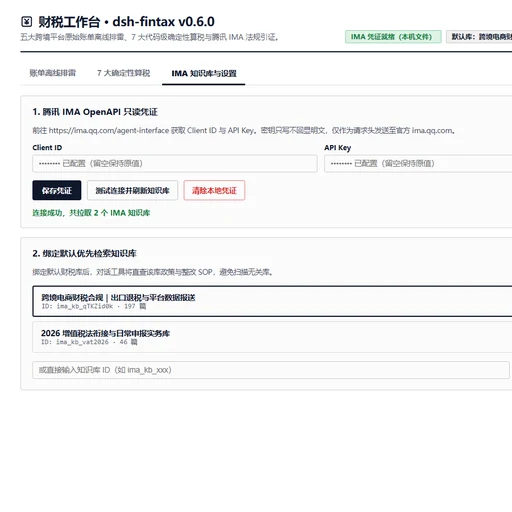 财税工作台 · dsh-fintax v0.6.0
五大跨境平台原始账单离线排雷、7 大代码级确定性算税与腾讯 IMA 法规引证。
IMA 凭证就绪（本机文件）
默认库：跨境电商财
账单离线排雷
7 大确定性算税
IMA 知识库与设置
1. 腾讯 IMA OpenAPI 只读凭证
前往 https://ima.qq.com/agent-interface 获取 Client ID 与 API Key。密钥只写不回显明文，仅作为请求头发送至官方 ima.qq.com。
Client ID
API Key
•••••••• 已配置（留空保持原值）
•••••••• 已配置（留空保持原值）
保存凭证
测试连接并刷新知识库
清除本地凭证
连接成功，共拉取 2 个 IMA 知识库
2. 绑定默认优先检索知识库
绑定默认财税库后，对话工具将直查该库政策与整改 SOP，避免扫描无关库。
跨境电商财税合规｜出口退税与平台数据报送
ID: ima_kb_qTKZid0k · 197 篇
2026 增值税法衔接与日常申报实务库
ID: ima_kb_vat2026 · 46 篇
或直接输入知识库 ID（如 ima_kb_xxx）